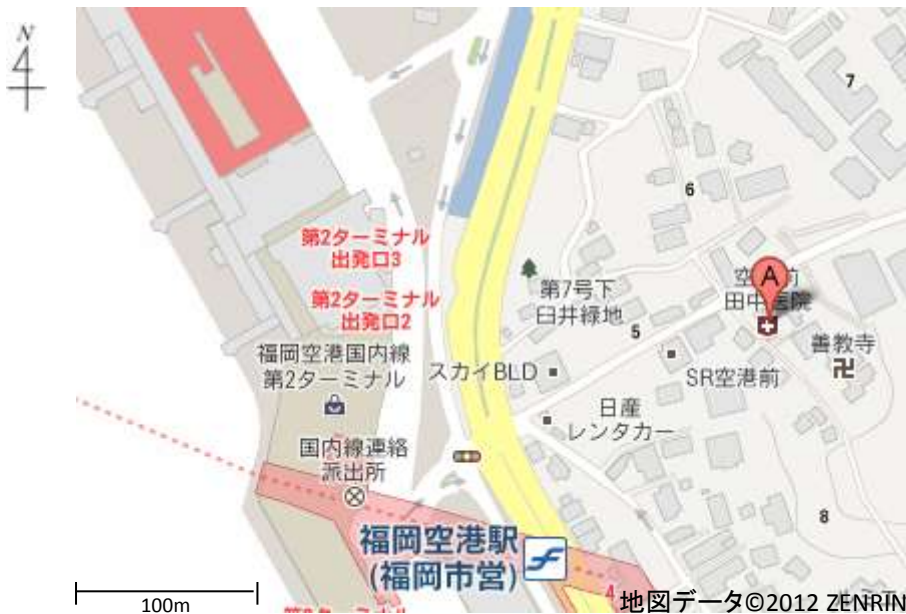 N
7
6
第2ターミナル
出発口3
第2ターミナル
出発口2
第7号下
臼井緑地
A
田中医院
5
善教寺
卍
福岡空港国内線
第2ターミナル
スカイBLD
SR空港前
日産
レンタカー
国内線連絡
派出所
8
福岡空港駅
(福岡市営)
4
100m
地図データ©2012 ZENRIN